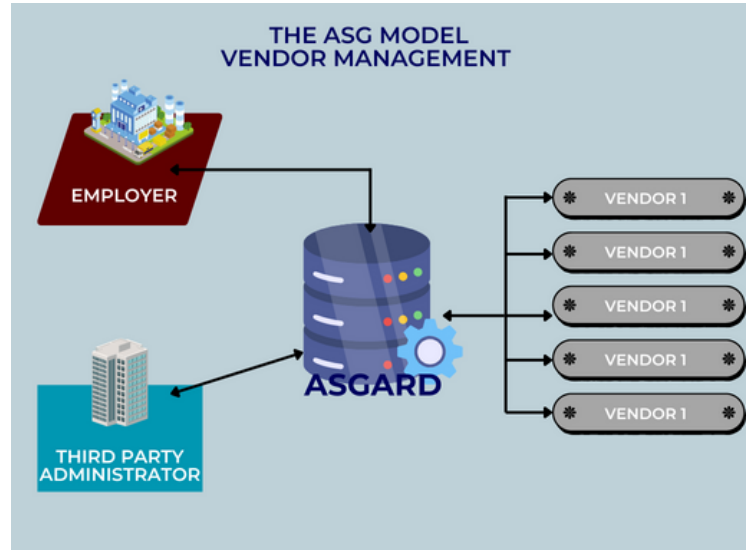 THE ASG MODEL
VENDOR MANAGEMENT
EMPLOYER
VENDOR 1
VENDOR 1
VENDOR 1
VENDOR 1
VENDOR 1
ASGARD
THIRD PARTY
ADMINISTRATOR